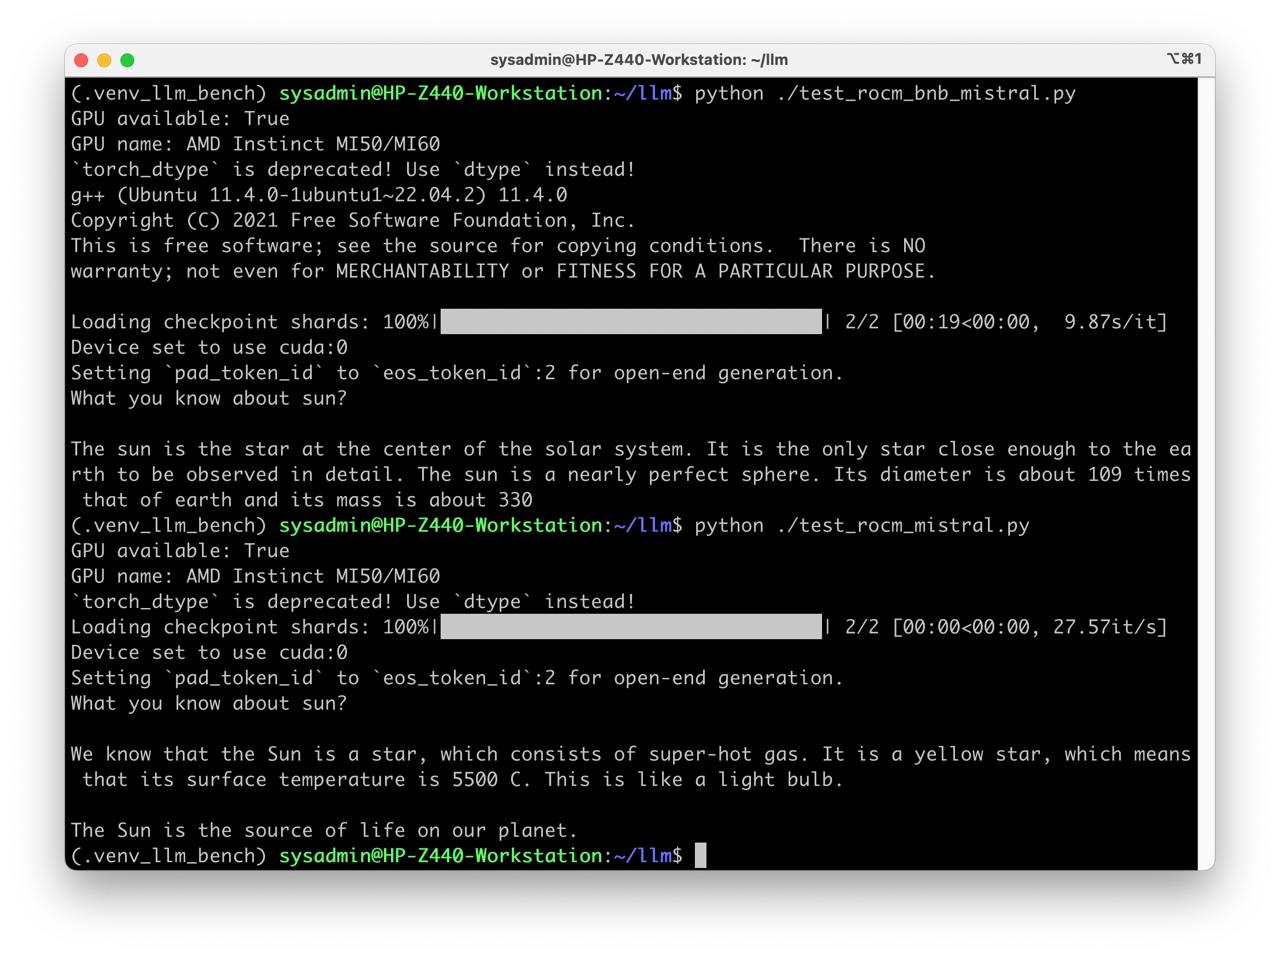 sysadmin@HP-Z440-Workstation: ~/llm
⌥⌘1
(.venv_llm_bench) sysadmin@HP-Z440-Workstation:~/llm$ python ./test_rocm_bnb_mistral.py
GPU available: True
GPU name: AMD Instinct MI50/MI60
`torch_dtype` is deprecated! Use `dtype` instead!
g++ (Ubuntu 11.4.0-1ubuntu1~22.04.2) 11.4.0
Copyright (C) 2021 Free Software Foundation, Inc.
This is free software; see the source for copying conditions.  There is NO
warranty; not even for MERCHANTABILITY or FITNESS FOR A PARTICULAR PURPOSE.
Loading checkpoint shards: 100%|█████████████████████████████████| 2/2 [00:19<00:00,  9.87s/it]
Device set to use cuda:0
Setting `pad_token_id` to `eos_token_id`:2 for open-end generation.
What you know about sun?
The sun is the star at the center of the solar system. It is the only star close enough to the ea
rth to be observed in detail. The sun is a nearly perfect sphere. Its diameter is about 109 times
 that of earth and its mass is about 330
(.venv_llm_bench) sysadmin@HP-Z440-Workstation:~/llm$ python ./test_rocm_mistral.py
GPU available: True
GPU name: AMD Instinct MI50/MI60
`torch_dtype` is deprecated! Use `dtype` instead!
Loading checkpoint shards: 100%|█████████████████████████████████| 2/2 [00:00<00:00, 27.57it/s]
Device set to use cuda:0
Setting `pad_token_id` to `eos_token_id`:2 for open-end generation.
What you know about sun?
We know that the Sun is a star, which consists of super-hot gas. It is a yellow star, which means
 that its surface temperature is 5500 C. This is like a light bulb.
The Sun is the source of life on our planet.
(.venv_llm_bench) sysadmin@HP-Z440-Workstation:~/llm$